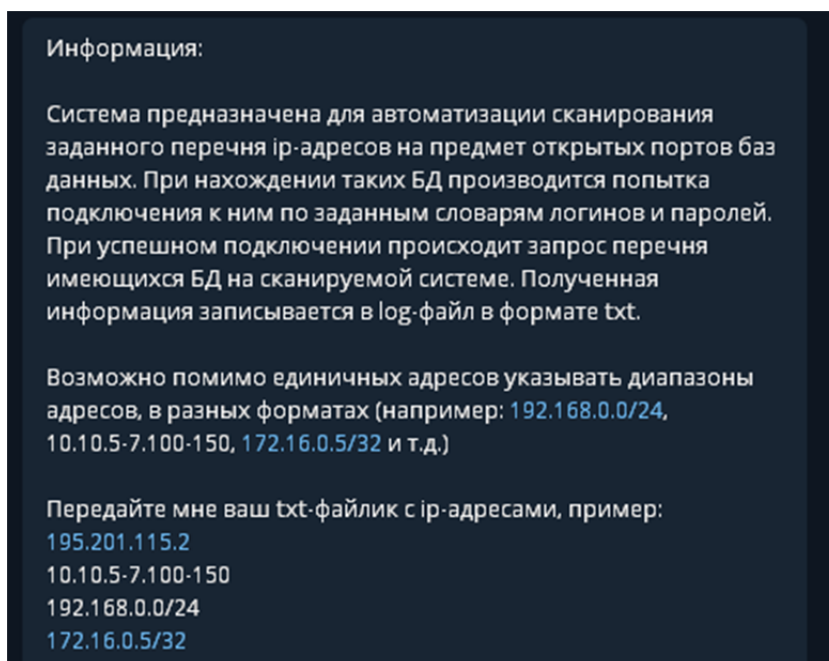 Информация:
Система предназначена для автоматизации сканирования
заданного перечня ip-адресов на предмет открытых портов баз
данных. При нахождении таких БД производится попытка
подключения к ним по заданным словарям логинов и паролей.
При успешном подключении происходит запрос перечня
имеющихся БД на сканируемой системе. Полученная
информация записывается в log-файл в формате txt.
Возможно помимо единичных адресов указывать диапазоны
адресов, в разных форматах (например: 192.168.0.0/24,
10.10.5-7.100-150, 172.16.0.5/32 и т.д.)
Передайте мне ваш txt-файлик с ip-адресами, пример:
195.201.115.2
10.10.5-7.100-150
192.168.0.0/24
172.16.0.5/32